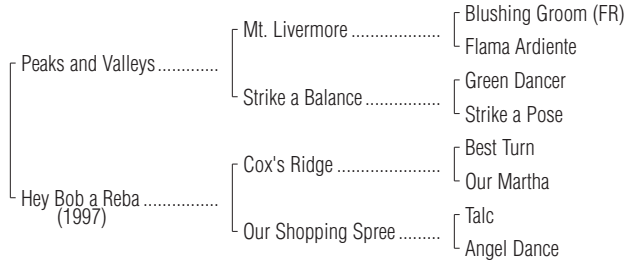 Blushing Groom (FR)
Mt. Livermore ...................
Flama Ardiente
Peaks and Valleys.............
Green Dancer
Strike a Balance ................
Strike a Pose
Best Turn
Cox's Ridge ......................
Our Martha
Hey Bob a Reba ................
(1997)
Talc
Our Shopping Spree .........
Angel Dance